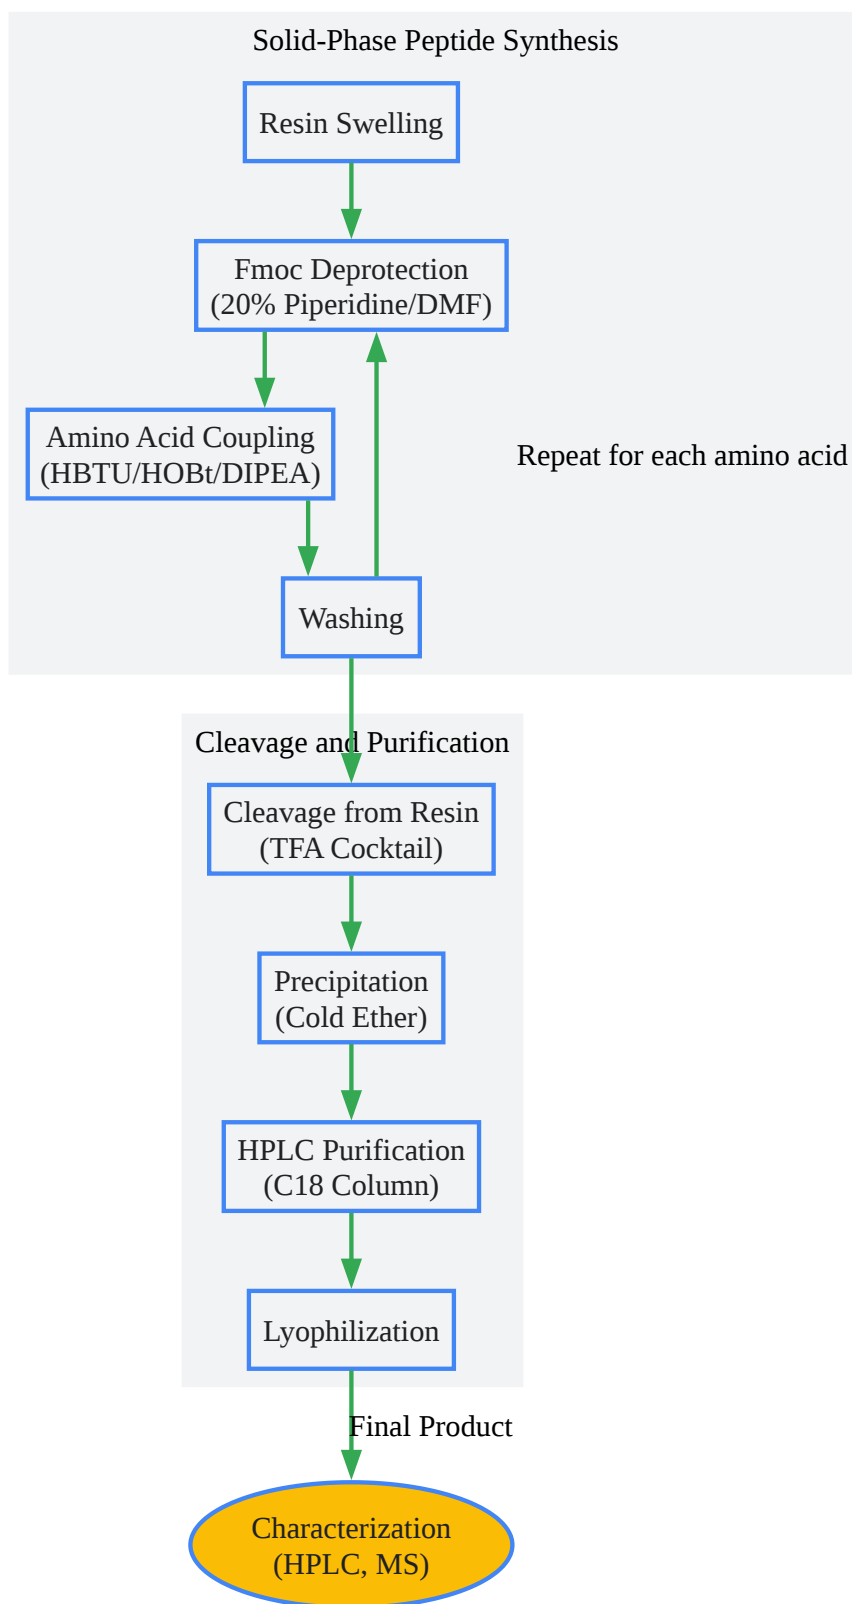 Solid-Phase Peptide Synthesis
Resin Swelling
Fmoc Deprotection
(20% Piperidine/DMF)
Amino Acid Coupling
(HBTU/HOBt/DIPEA)
Repeat for each amino acid
Washing
Cleavage and Purification
Cleavage from Resin
(TFA Cocktail)
Precipitation
(Cold Ether)
HPLC Purification
(C18 Column)
Lyophilization
Final Product
Characterization
(HPLC, MS)